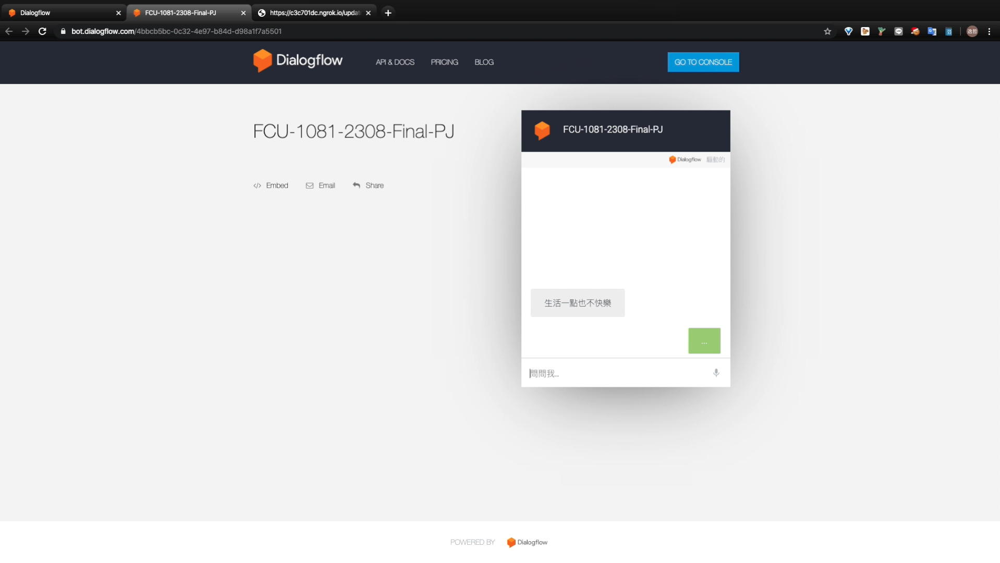 Dialogflow
FCU-1081-2308-Final-PJ
https://c3c701dc.ngrok.io/updat
bot.dialogflow.com/4bbcb5bc-0c32-4e97-b84d-d98a1f7a5501
逸哲
Dialogflow
API & DOCS
PRICING
BLOG
GO TO CONSOLE
FCU-1081-2308-Final-PJ
Embed
Email
Share
FCU-1081-2308-Final-PJ
Dialogflow 驅動的
生活一點也不快樂
...
問問我..
POWERED BY
Dialogflow